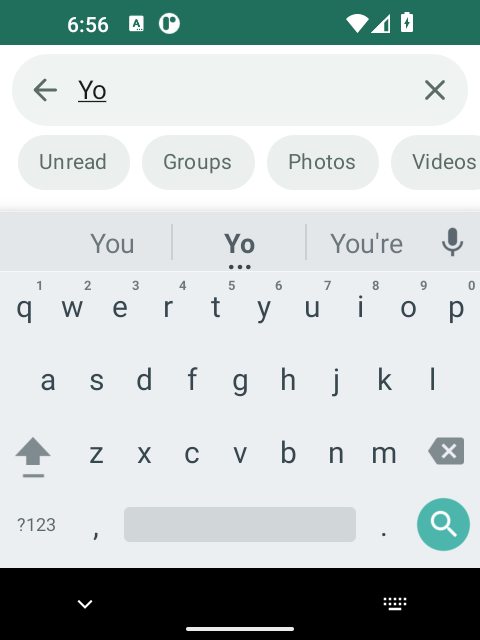 6:56 A
Yo
Unread Groups Photos Videos
You Yo You're
1 2 3 4 5 6 7 8 9 0
q w e r t y u i o p
a s d f g h j k l
z x c v b n m
?123 , .